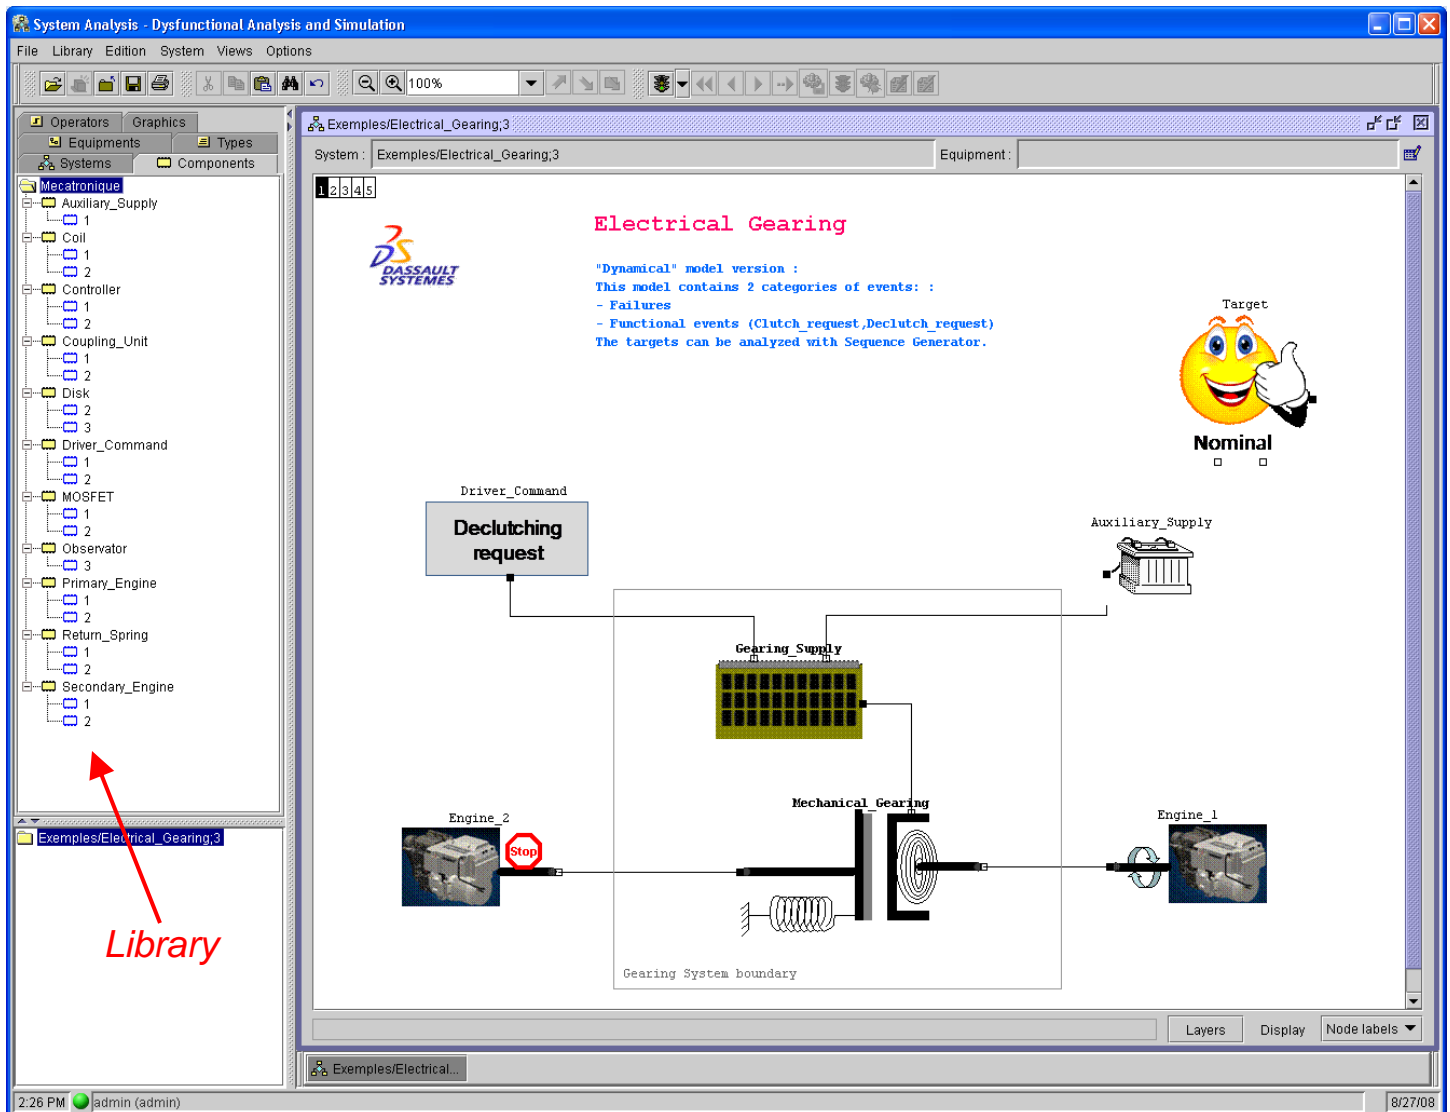 System Analysis - Dysfunctional Analysis and Simulation
File Library Edition System Views Options
100%
Operators Graphics
Equipments Types
Systems Components
Mecatronique
Auxiliary_Supply
1
Coil
1
2
Controller
1
2
Coupling_Unit
1
2
Disk
2
3
Driver_Command
1
2
MOSFET
1
2
Observator
3
Primary_Engine
1
2
Return_Spring
1
2
Secondary_Engine
1
2
Library
Exemples/Electrical_Gearing;3
Exemples/Electrical_Gearing;3
System : Exemples/Electrical_Gearing;3 Equipment :
1 2 3 4 5
DASSAULT
SYSTEMES
Electrical Gearing
"Dynamical" model version :
This model contains 2 categories of events: :
- Failures
- Functional events (Clutch_request,Declutch_request)
The targets can be analyzed with Sequence Generator.
Target
Nominal
Driver_Command
Declutching
request
Auxiliary_Supply
Gearing_Supply
Mechanical_Gearing
Engine_2
Stop
Engine_1
Gearing System boundary
Layers Display Node labels
Exemples/Electrical...
2:26 PM admin (admin) 8/27/08